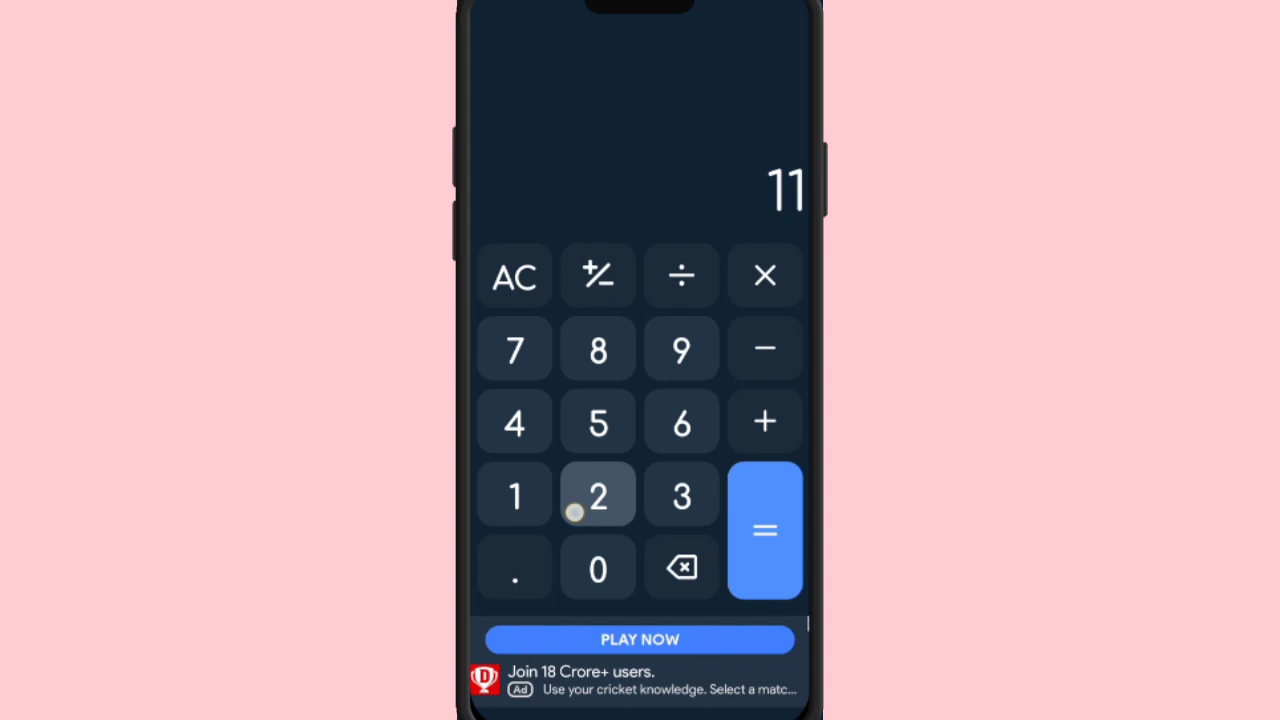 11
AC +/− ÷ ×
7 8 9 −
4 5 6 +
1 2 3 =
. 0
PLAY NOW
D
Join 18 Crore+ users.
Ad Use your cricket knowledge. Select a matc...